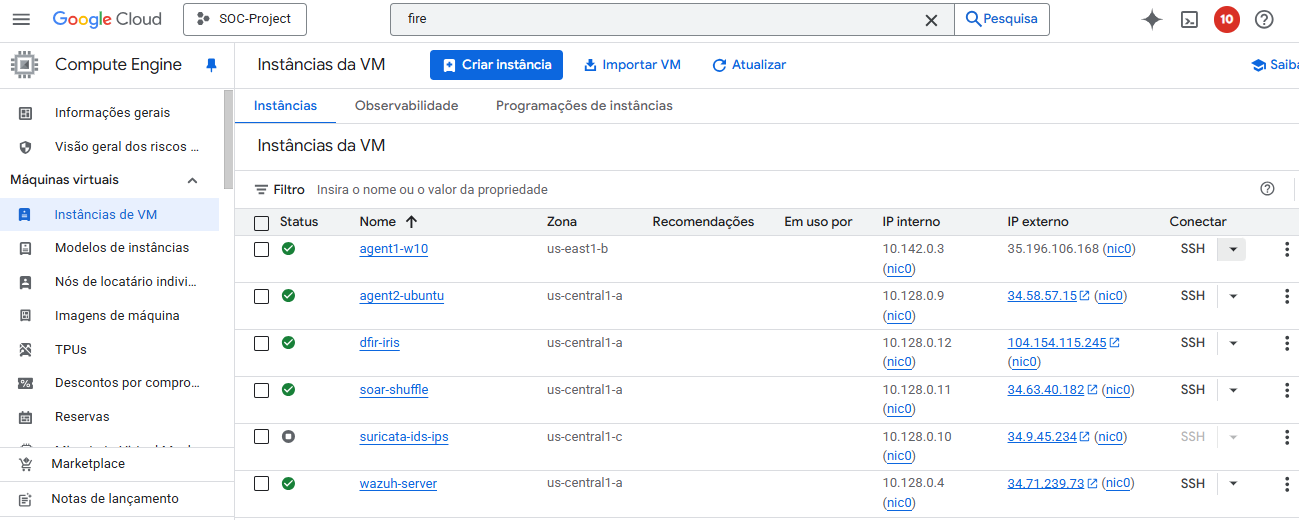 Google Cloud
SOC-Project
fire
Pesquisa
10
Compute Engine
Instâncias da VM
Criar instância
Importar VM
Atualizar
Saiba
Informações gerais
Visão geral dos riscos ...
Máquinas virtuais
Instâncias de VM
Modelos de instâncias
Nós de locatário indivi...
Imagens de máquina
TPUs
Descontos por compro...
Reservas
Marketplace
Notas de lançamento
Instâncias
Observabilidade
Programações de instâncias
Instâncias da VM
Filtro Insira o nome ou o valor da propriedade
Status Nome Zona Recomendações Em uso por IP interno IP externo Conectar
agent1-w10 us-east1-b 10.142.0.3 35.196.106.168 (nic0) SSH
(nic0)
agent2-ubuntu us-central1-a 10.128.0.9 34.58.57.15 (nic0) SSH
(nic0)
dfir-iris us-central1-a 10.128.0.12 104.154.115.245 SSH
(nic0) (nic0)
soar-shuffle us-central1-a 10.128.0.11 34.63.40.182 (nic0) SSH
(nic0)
suricata-ids-ips us-central1-c 10.128.0.10 34.9.45.234 (nic0) SSH
(nic0)
wazuh-server us-central1-a 10.128.0.4 34.71.239.73 (nic0) SSH
(nic0)